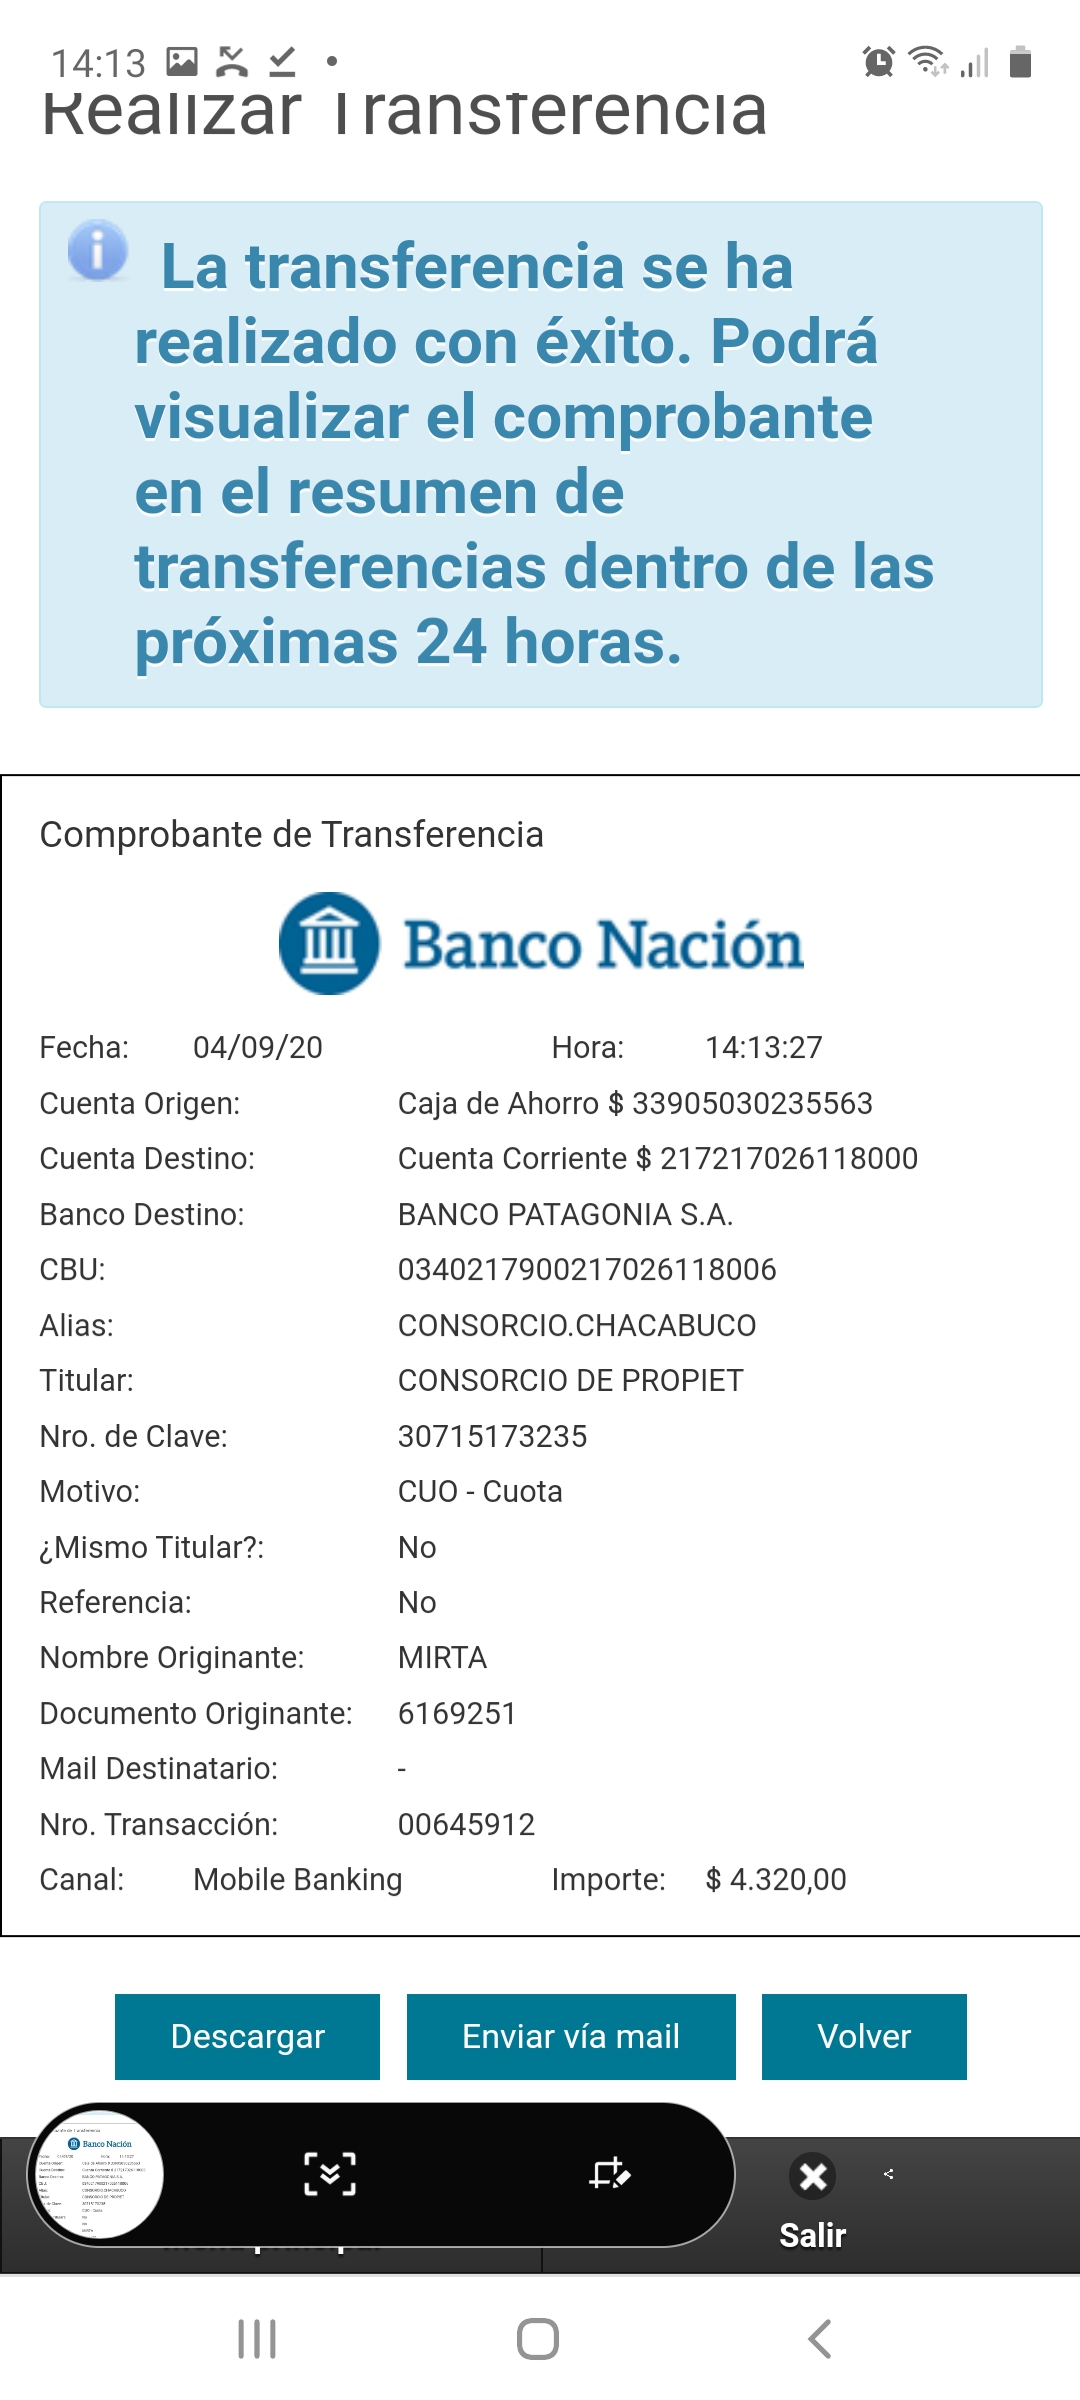 14:13
Realizar Transferencia
La transferencia se ha
realizado con éxito. Podrá
visualizar el comprobante
en el resumen de
transferencias dentro de las
próximas 24 horas.
Comprobante de Transferencia
Banco Nación
Fecha: 04/09/20 Hora: 14:13:27
Cuenta Origen: Caja de Ahorro $ 33905030235563
Cuenta Destino: Cuenta Corriente $ 217217026118000
Banco Destino: BANCO PATAGONIA S.A.
CBU: 0340217900217026118006
Alias: CONSORCIO.CHACABUCO
Titular: CONSORCIO DE PROPIET
Nro. de Clave: 30715173235
Motivo: CUO - Cuota
¿Mismo Titular?: No
Referencia: No
Nombre Originante: MIRTA
Documento Originante: 6169251
Mail Destinatario: -
Nro. Transacción: 00645912
Canal: Mobile Banking Importe: $ 4.320,00
Descargar Enviar vía mail Volver
Banco Nación
Salir